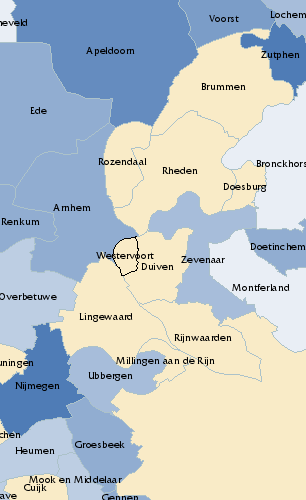 Voorst
Lochem
neveld
Apeldoorn
Zutphen
Brummen
Ede
Rozendaal
Bronckhors
Rheden
Doesburg
Arnhem
Renkum
Doetinchem
Westervoort
Zevenaar
Duiven
Montferland
Overbetuwe
Lingewaard
Rijnwaarden
Millingen aan de Rijn
uningen
Ubbergen
Nijmegen
chen
Groesbeek
Heumen
Mook en Middelaar
Cuijk
ave
Gennep